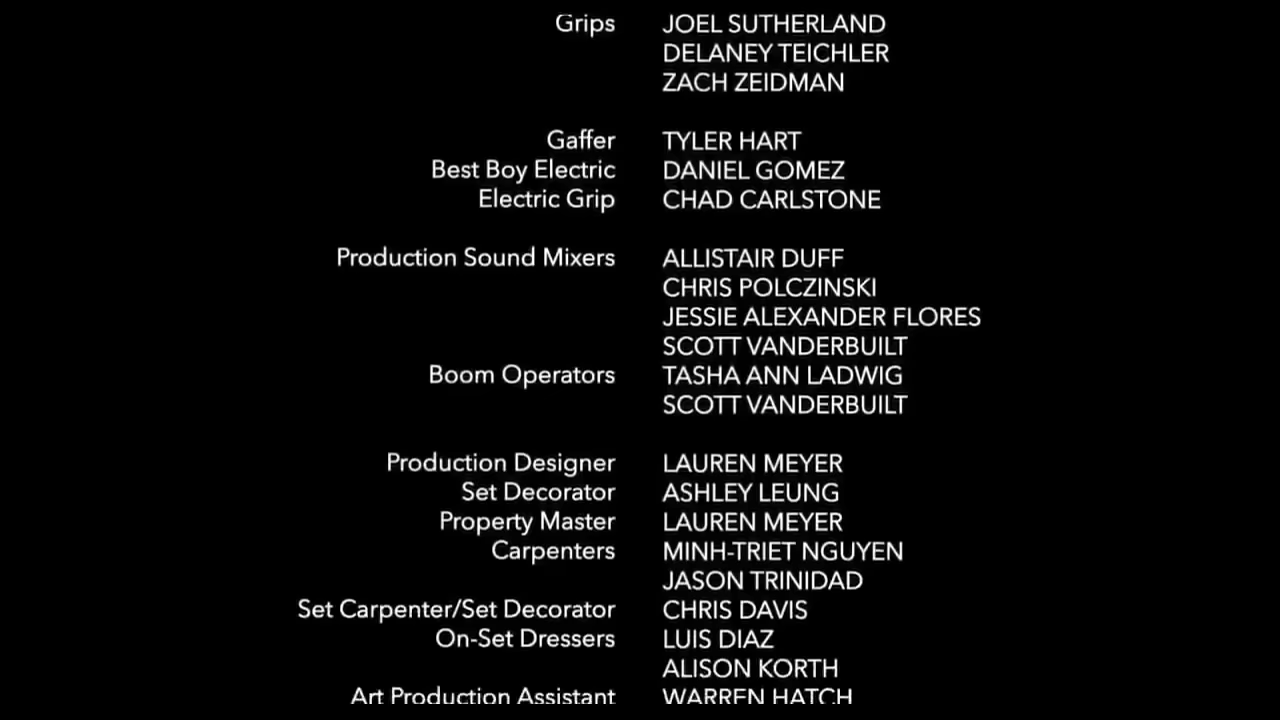 Grips JOEL SUTHERLAND
DELANEY TEICHLER
ZACH ZEIDMAN
Gaffer TYLER HART
Best Boy Electric DANIEL GOMEZ
Electric Grip CHAD CARLSTONE
Production Sound Mixers ALLISTAIR DUFF
CHRIS POLCZINSKI
JESSIE ALEXANDER FLORES
SCOTT VANDERBUILT
Boom Operators TASHA ANN LADWIG
SCOTT VANDERBUILT
Production Designer LAUREN MEYER
Set Decorator ASHLEY LEUNG
Property Master LAUREN MEYER
Carpenters MINH-TRIET NGUYEN
JASON TRINIDAD
Set Carpenter/Set Decorator CHRIS DAVIS
On-Set Dressers LUIS DIAZ
ALISON KORTH
Art Production Assistant WARREN HATCH